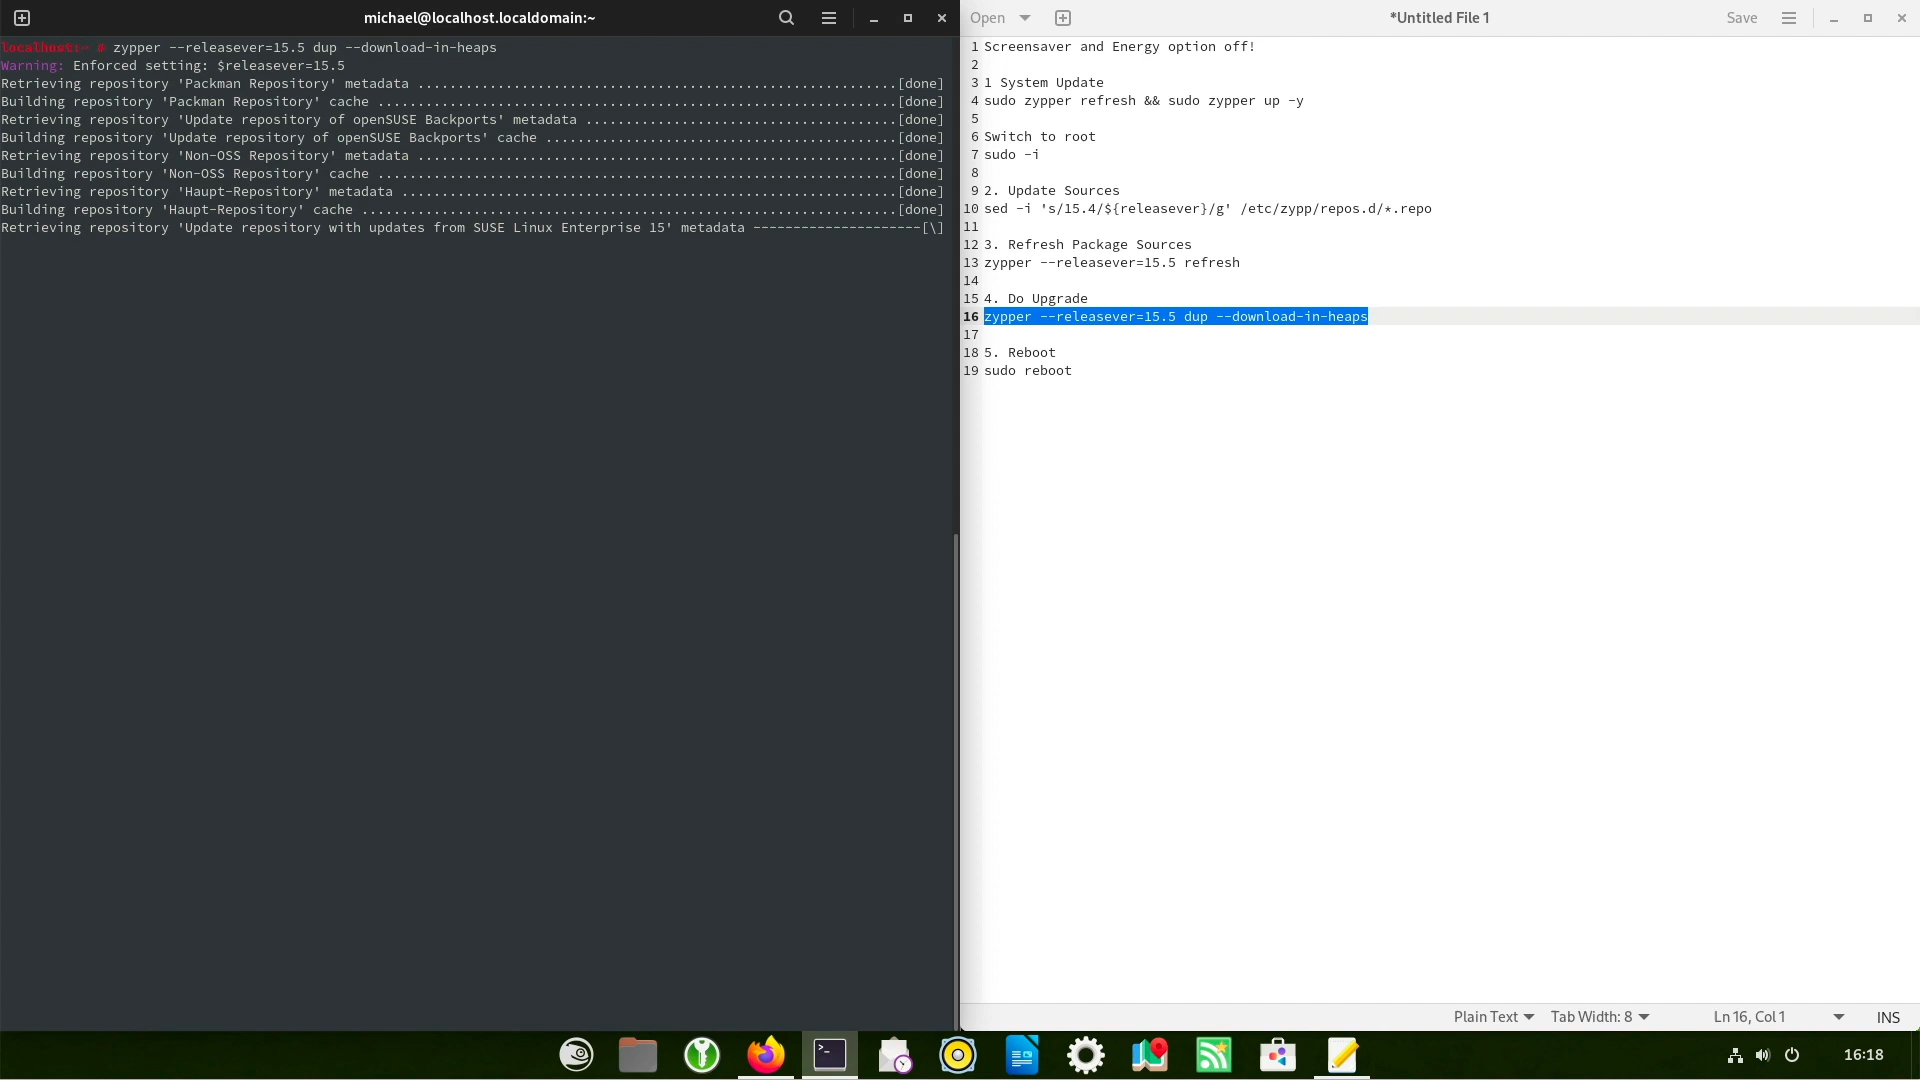 michael@localhost.localdomain:~
localhost:~ # zypper --releasever=15.5 dup --download-in-heaps
Warning: Enforced setting: $releasever=15.5
Retrieving repository 'Packman Repository' metadata ............................................................[done]
Building repository 'Packman Repository' cache .................................................................[done]
Retrieving repository 'Update repository of openSUSE Backports' metadata .......................................[done]
Building repository 'Update repository of openSUSE Backports' cache ............................................[done]
Retrieving repository 'Non-OSS Repository' metadata ............................................................[done]
Building repository 'Non-OSS Repository' cache .................................................................[done]
Retrieving repository 'Haupt-Repository' metadata ..............................................................[done]
Building repository 'Haupt-Repository' cache ...................................................................[done]
Retrieving repository 'Update repository with updates from SUSE Linux Enterprise 15' metadata ---------------------[\]
Open
*Untitled File 1
Save
1 Screensaver and Energy option off!
2
3 1 System Update
4 sudo zypper refresh && sudo zypper up -y
5
6 Switch to root
7 sudo -i
8
9 2. Update Sources
10 sed -i 's/15.4/${releasever}/g' /etc/zypp/repos.d/*.repo
11
12 3. Refresh Package Sources
13 zypper --releasever=15.5 refresh
14
15 4. Do Upgrade
16 zypper --releasever=15.5 dup --download-in-heaps
17
18 5. Reboot
19 sudo reboot
Plain Text Tab Width: 8 Ln 16, Col 1 INS
16:18